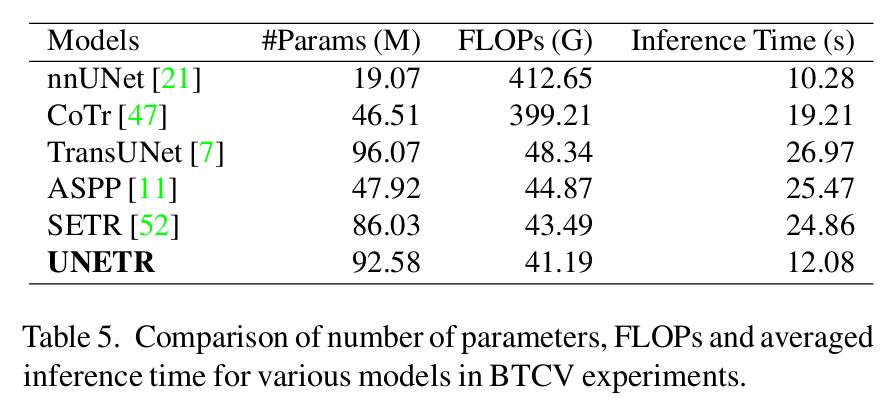 Models #Params (M) FLOPs (G) Inference Time (s)
nnUNet [21] 19.07 412.65 10.28
CoTr [47] 46.51 399.21 19.21
TransUNet [7] 96.07 48.34 26.97
ASPP [11] 47.92 44.87 25.47
SETR [52] 86.03 43.49 24.86
UNETR 92.58 41.19 12.08
Table 5. Comparison of number of parameters, FLOPs and averaged
inference time for various models in BTCV experiments.